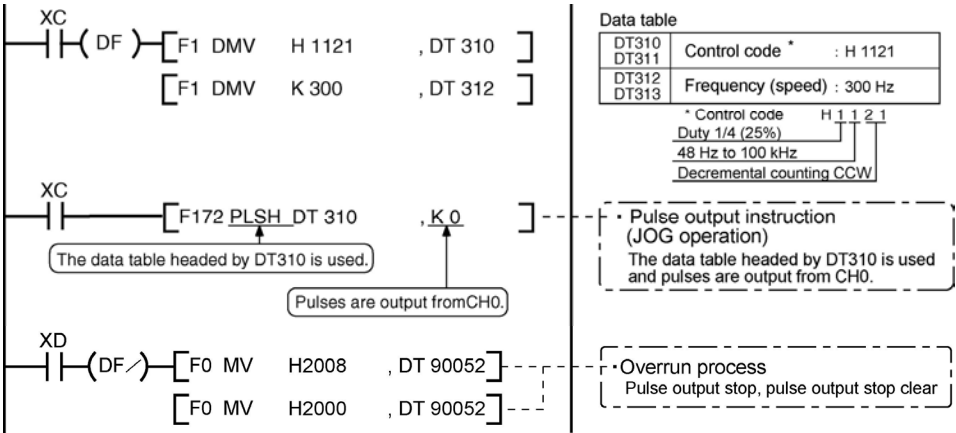 XC
( DF ) F1 DMV H 1121 , DT 310
F1 DMV K 300 , DT 312
XC
F172 PLSH DT 310 , K 0
The data table headed by DT310 is used.
Pulses are output fromCH0.
XD
(DF/) F0 MV H2008 , DT 90052
F0 MV H2000 , DT 90052
Data table
DT310
DT311
Control code * : H 1121
DT312
DT313
Frequency (speed) : 300 Hz
* Control code H 1 1 2 1
Duty 1/4 (25%)
48 Hz to 100 kHz
Decremental counting CCW
· Pulse output instruction
(JOG operation)
The data table headed by DT310 is used
and pulses are output from CH0.
·Overrun process
Pulse output stop, pulse output stop clear